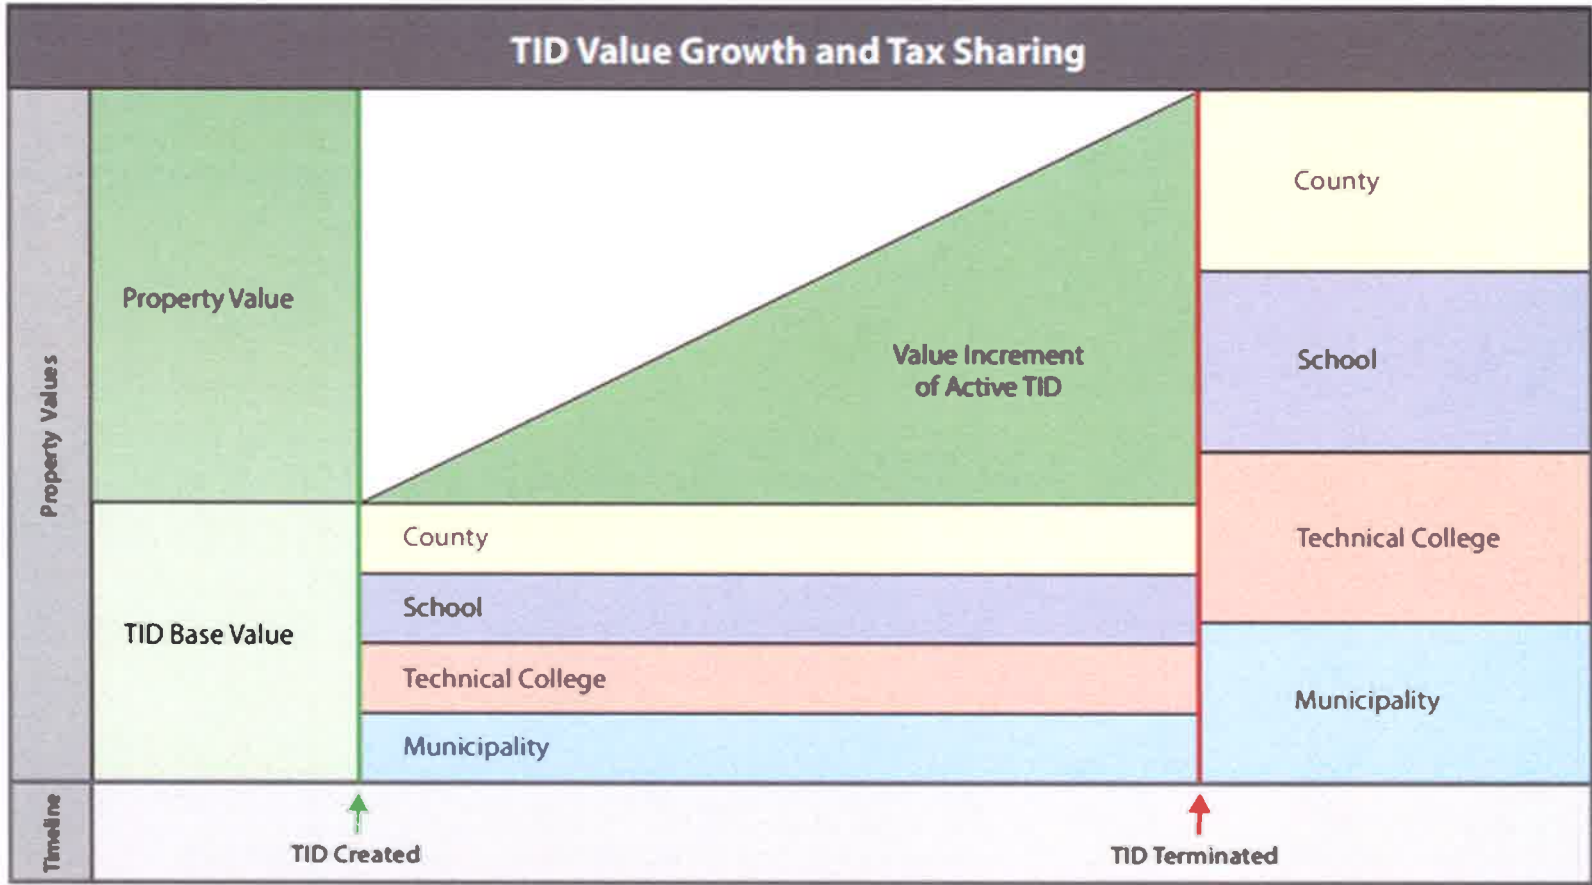 TID Value Growth and Tax Sharing
Property Values
Property Value
TID Base Value
Value Increment
of Active TID
County
School
Technical College
Municipality
County
School
Technical College
Municipality
Timeline
TID Created
TID Terminated